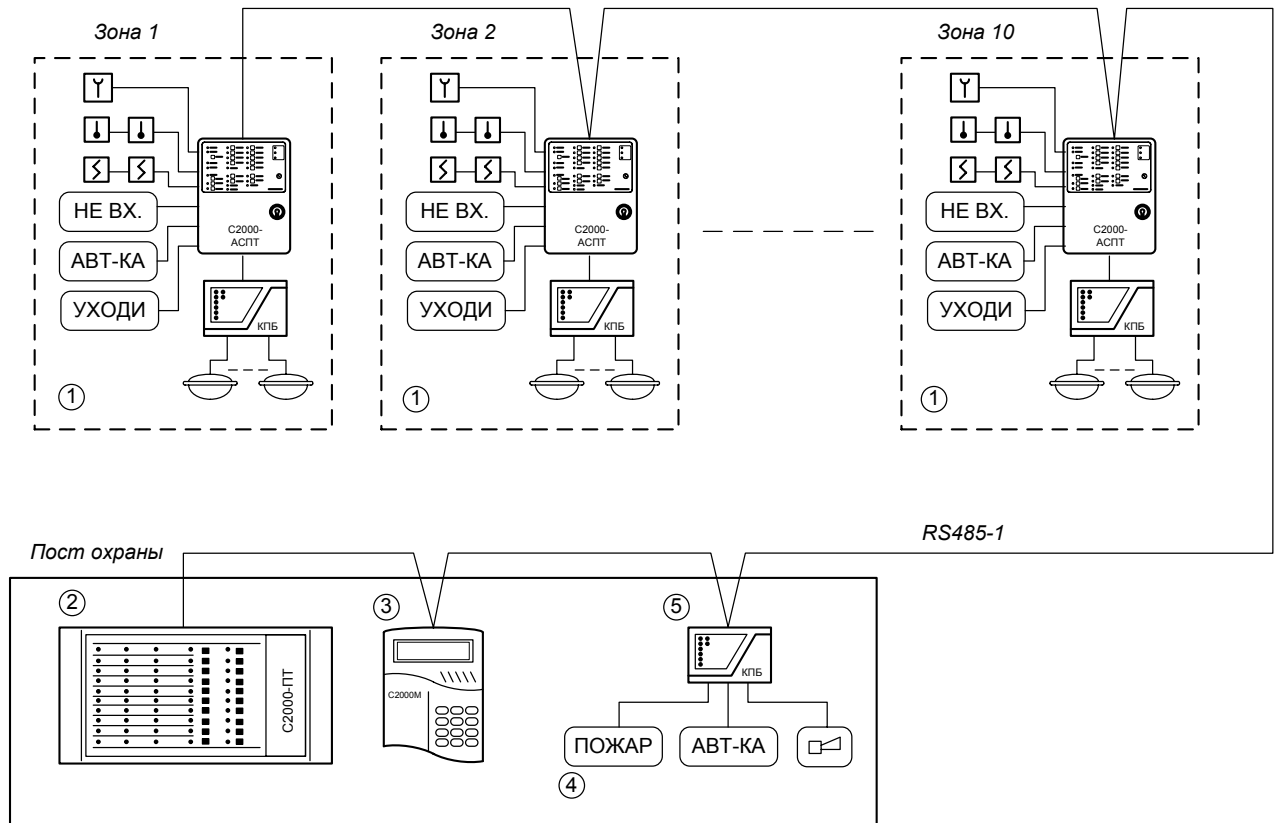 Зона 1
Зона 2
Зона 10
НЕ ВХ.
АВТ-КА
УХОДИ
С2000-
АСПТ
КПБ
1
НЕ ВХ.
АВТ-КА
УХОДИ
С2000-
АСПТ
КПБ
1
НЕ ВХ.
АВТ-КА
УХОДИ
С2000-
АСПТ
КПБ
1
RS485-1
Пост охраны
2
3
5
С2000-ПТ
С2000М
КПБ
ПОЖАР
АВТ-КА
4